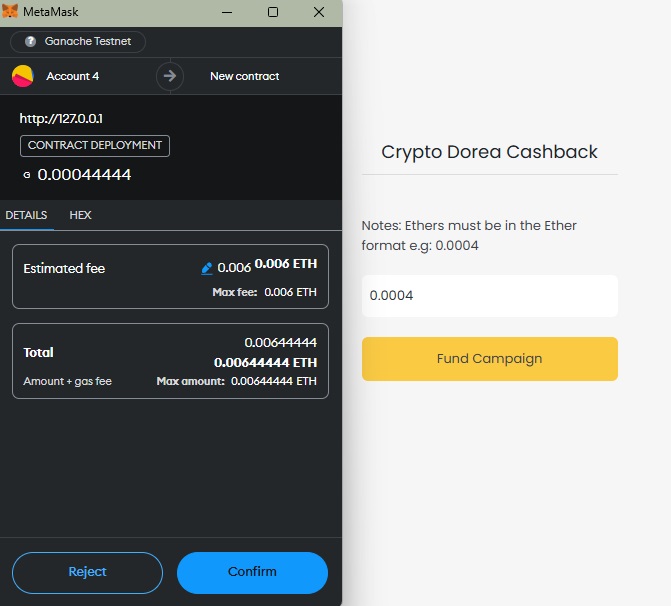 MetaMask
Ganache Testnet
Account 4
New contract
http://127.0.0.1
CONTRACT DEPLOYMENT
G 0.00044444
DETAILS HEX
Estimated fee 0.006 0.006 ETH
Max fee: 0.006 ETH
0.00644444
Total
0.00644444 ETH
Amount + gas fee Max amount: 0.00644444 ETH
Reject Confirm
Crypto Dorea Cashback
Notes: Ethers must be in the Ether
format e.g: 0.0004
0.0004
Fund Campaign